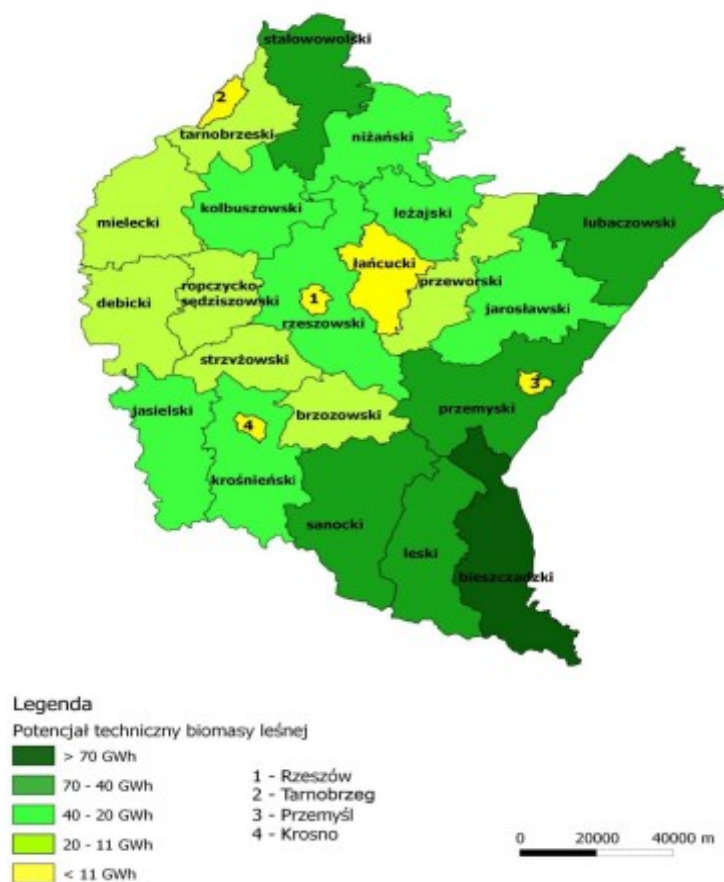 stalowowolski
2
tarnobrzeski
niżański
mielecki
kolbuszowski
leżajski
lubaczowski
łańcucki
debicki
ropczycko-
sędziszowski
1
rzeszowski
przeworski
jarosławski
strzyżowski
jasielski
4
brzozowski
przemyski
3
krośnieński
sanocki
leski
bieszczadzki
Legenda
Potencjał techniczny biomasy leśnej
> 70 GWh
70 - 40 GWh
40 - 20 GWh
20 - 11 GWh
< 11 GWh
1 - Rzeszów
2 - Tarnobrzeg
3 - Przemyśl
4 - Krosno
0 20000 40000 m